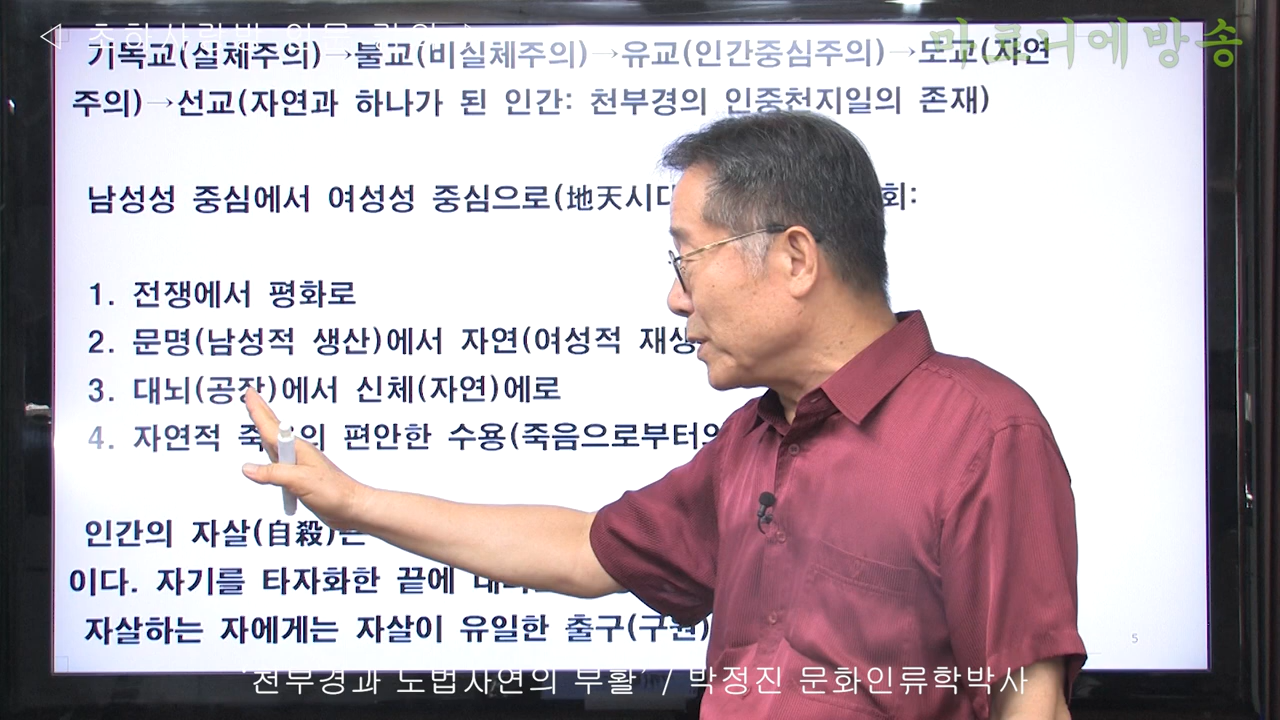 마고니에방송
기독교(실체주의)→불교(비실체주의)→유교(인간중심주의)→도교(자연
주의)→선교(자연과 하나가 된 인간: 천부경의 인중천지일의 존재)
남성성 중심에서 여성성 중심으로(地天시대 회:
1. 전쟁에서 평화로
2. 문명(남성적 생산)에서 자연(여성적 재생
3. 대뇌(공장)에서 신체(자연)에로
4. 자연적 편안한 수용(죽음으로부터의
인간의 자살(自殺)은
이다. 자기를 타자화한 끝에
자살하는 자에게는 자살이 유일한 출구(구원)
5
'천부경과 도법자연의 부활' / 박정진 문화인류학박사